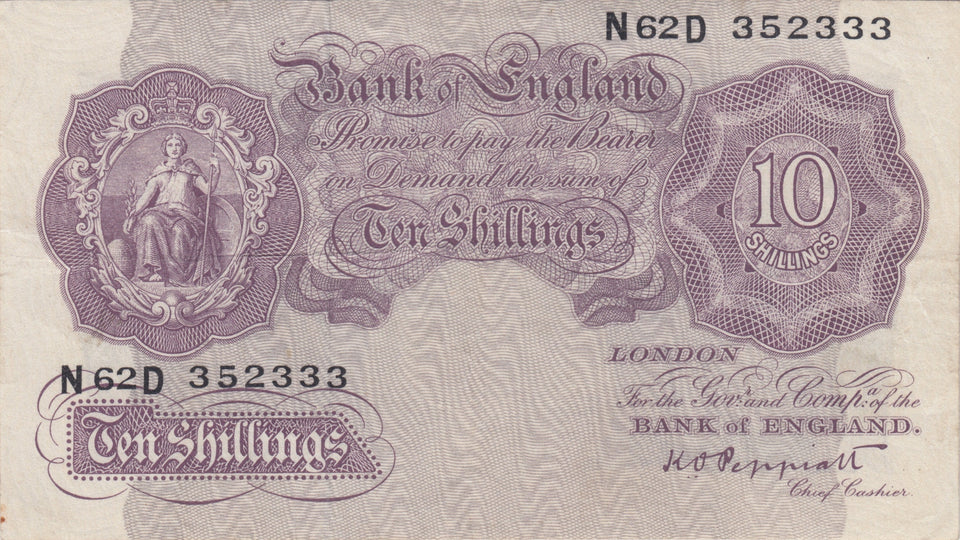 N62D 352333
Bank of England
Promise to pay the Bearer
on Demand the sum of
Ten Shillings
10
SHILLINGS
N62D 352333
Ten Shillings
LONDON
For the Govr. and Compa. of the
BANK of ENGLAND.
K O Peppiatt
Chief Cashier.